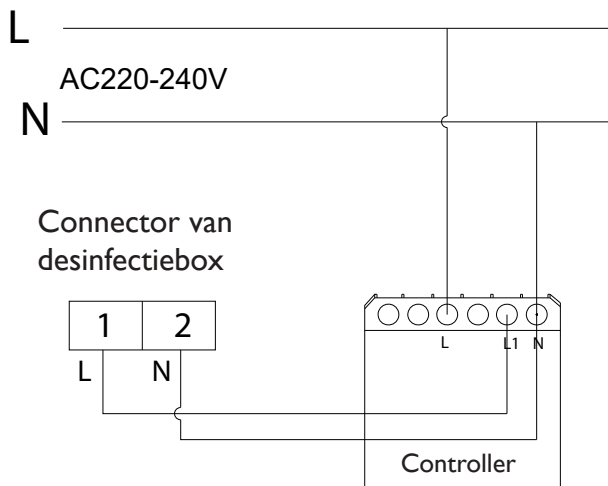 L
AC220-240V
N
Connector van
desinfectiebox
1 2
L N
L L1 N
Controller